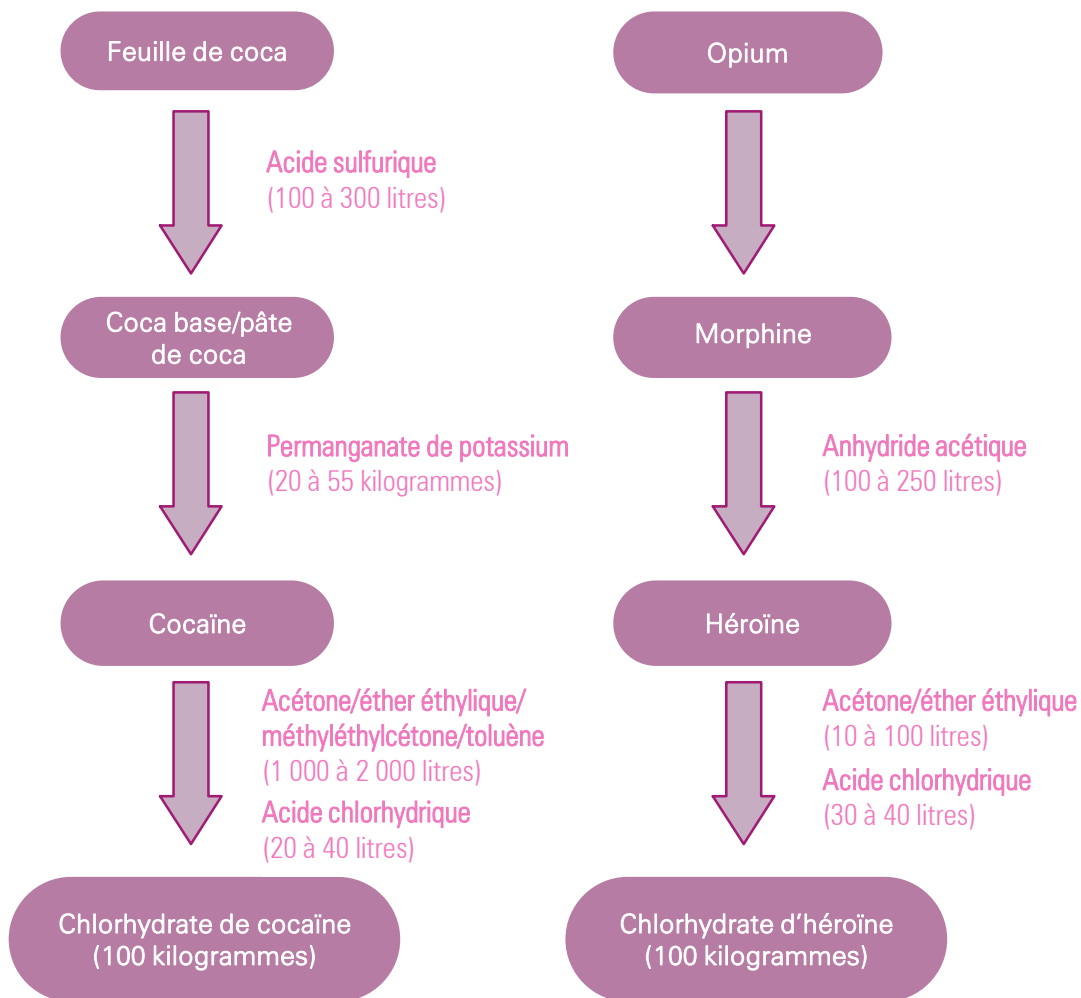 Feuille de coca
Acide sulfurique
(100 à 300 litres)
Coca base/pâte
de coca
Permanganate de potassium
(20 à 55 kilogrammes)
Cocaïne
Acétone/éther éthylique/
méthyléthylcétone/toluène
(1 000 à 2 000 litres)
Acide chlorhydrique
(20 à 40 litres)
Chlorhydrate de cocaïne
(100 kilogrammes)
Opium
Morphine
Anhydride acétique
(100 à 250 litres)
Héroïne
Acétone/éther éthylique
(10 à 100 litres)
Acide chlorhydrique
(30 à 40 litres)
Chlorhydrate d’héroïne
(100 kilogrammes)